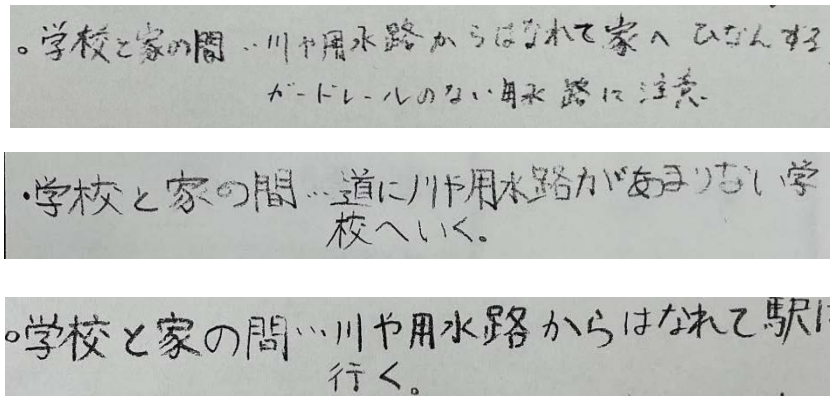 。学校と家の間‥川や用水路からはなれて家へひなんする
ガードレールのない用水路に注意。
・学校と家の間…道に川や用水路があまりない学
校へいく。
○学校と家の間…川や用水路からはなれて駅に
行く。